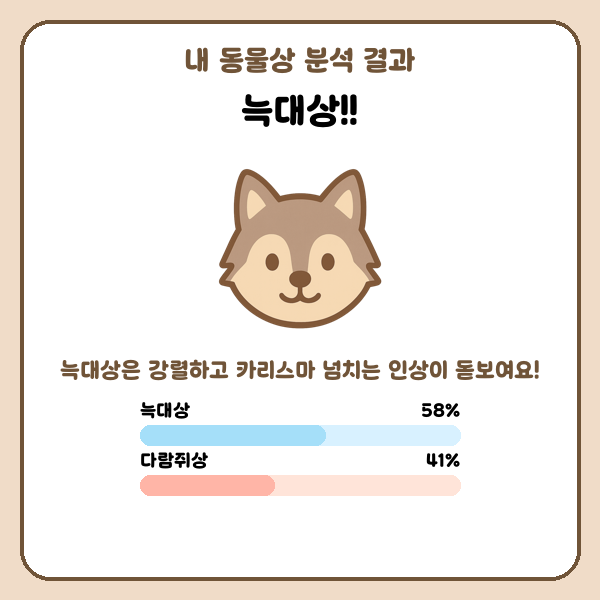 내 동물상 분석 결과
늑대상!!
늑대상은 강렬하고 카리스마 넘치는 인상이 돋보여요!
늑대상 58%
다람쥐상 41%